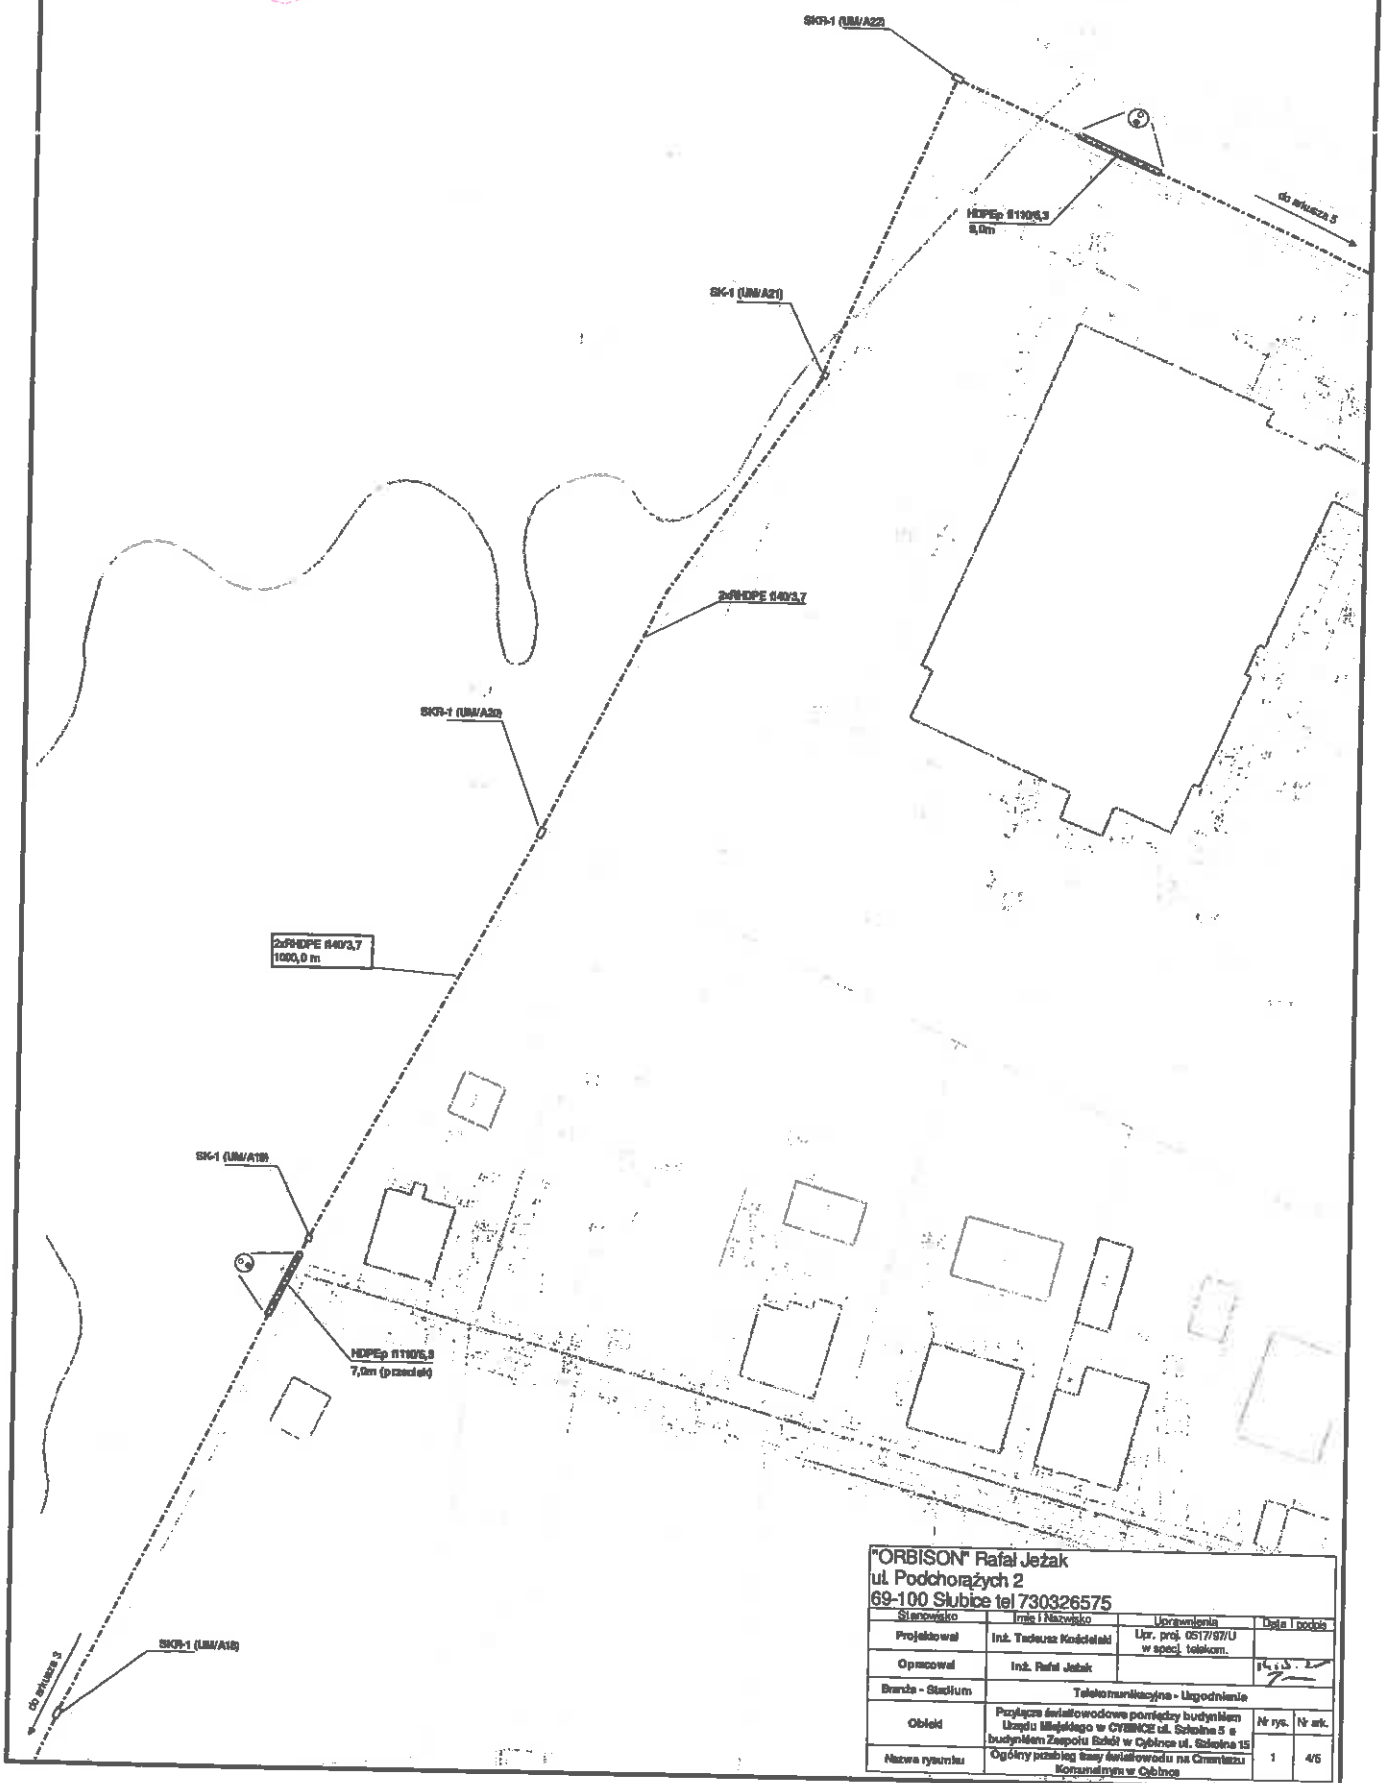 SKR-1 (UM/A22)
HDPEp fi110/6,3
8,0m
do arkusza 5
SK-1 (UM/A21)
2xRHDPE fi40/3,7
SKR-1 (UM/A20)
2xRHDPE fi40/3,7
1000,0 m
SK-1 (UM/A19)
HDPEp fi110/6,3
7,0m (przecisk)
SKR-1 (UM/A18)
do arkusza 3
"ORBISON" Rafał Jeżak
ul. Podchorążych 2
69-100 Słubice tel 730326575
Stanowisko Imię i Nazwisko Uprawnienia Data i podpis
Projektował Inż. Tadeusz Kościelski Upr. proj. 0517/97/U
w specj. telekom.
Opracował Inż. Rafał Jeżak
Branża - Stadium Telekomunikacyjna - Uzgodnienia
Obiekt Przyłącze światłowodowe pomiędzy budynkiem
Urzędu Miejskiego w CYBINCE ul. Szkolna 5 a
budynkiem Zespołu Szkół w Cybince ul. Szkolna 15
Nr rys. Nr ark.
Nazwa rysunku Ogólny przebieg trasy światłowodu na Cmentarzu
Komunalnym w Cybince
1 4/5